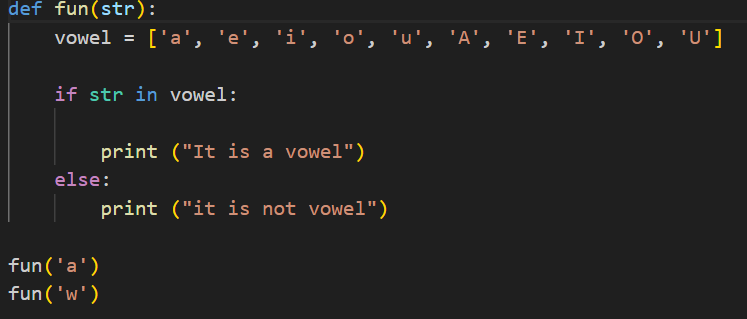 def fun(str):
    vowel = ['a', 'e', 'i', 'o', 'u', 'A', 'E', 'I', 'O', 'U']
    if str in vowel:
        print ("It is a vowel")
    else:
        print ("it is not vowel")
fun('a')
fun('w')